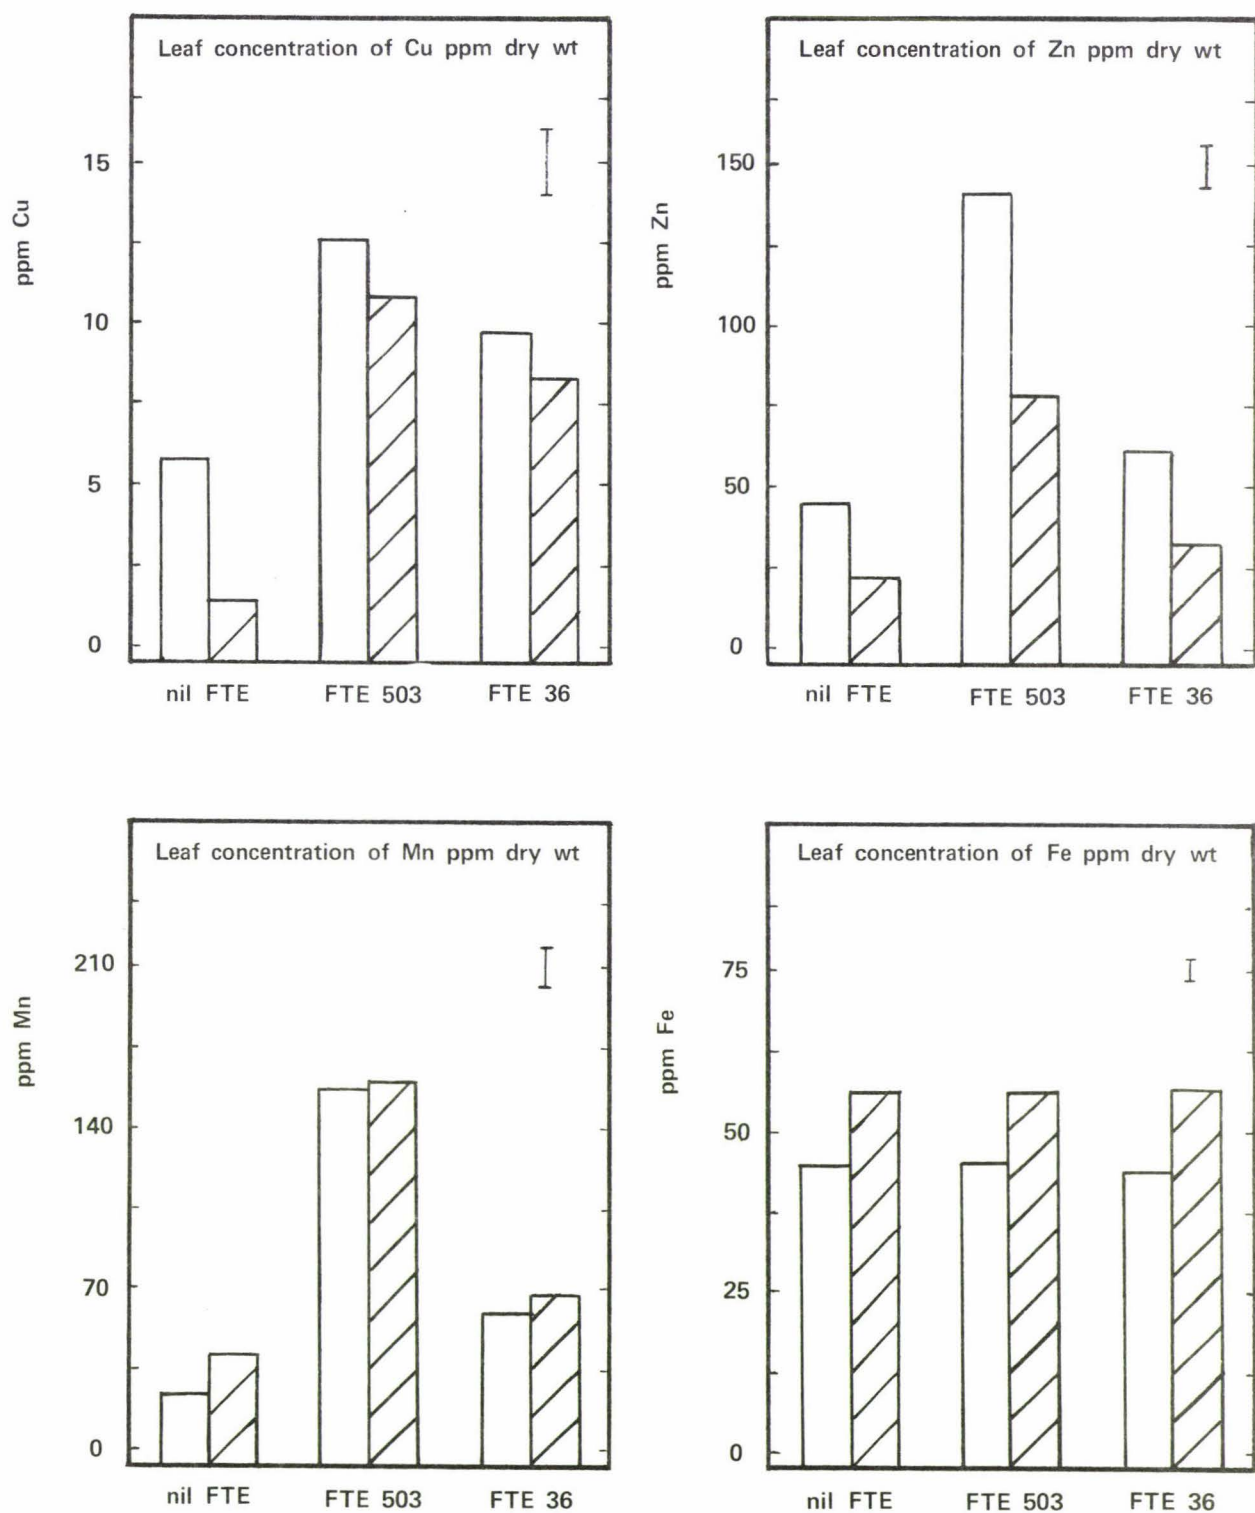 Leaf concentration of Cu ppm dry wt
ppm Cu
15
10
5
0
nil FTE
FTE 503
FTE 36
Leaf concentration of Zn ppm dry wt
ppm Zn
150
100
50
0
nil FTE
FTE 503
FTE 36
Leaf concentration of Mn ppm dry wt
ppm Mn
210
140
70
0
nil FTE
FTE 503
FTE 36
Leaf concentration of Fe ppm dry wt
ppm Fe
75
50
25
0
nil FTE
FTE 503
FTE 36